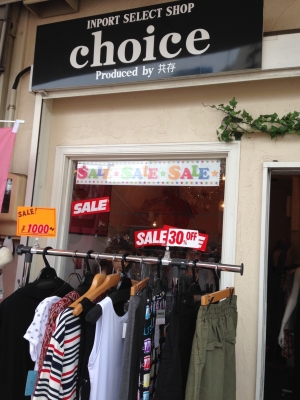 INPORT SELECT SHOP
choice
Produced by 共存
SALE SALE SALE
SALE
SALE!
¥1000~
SALE 30%OFF